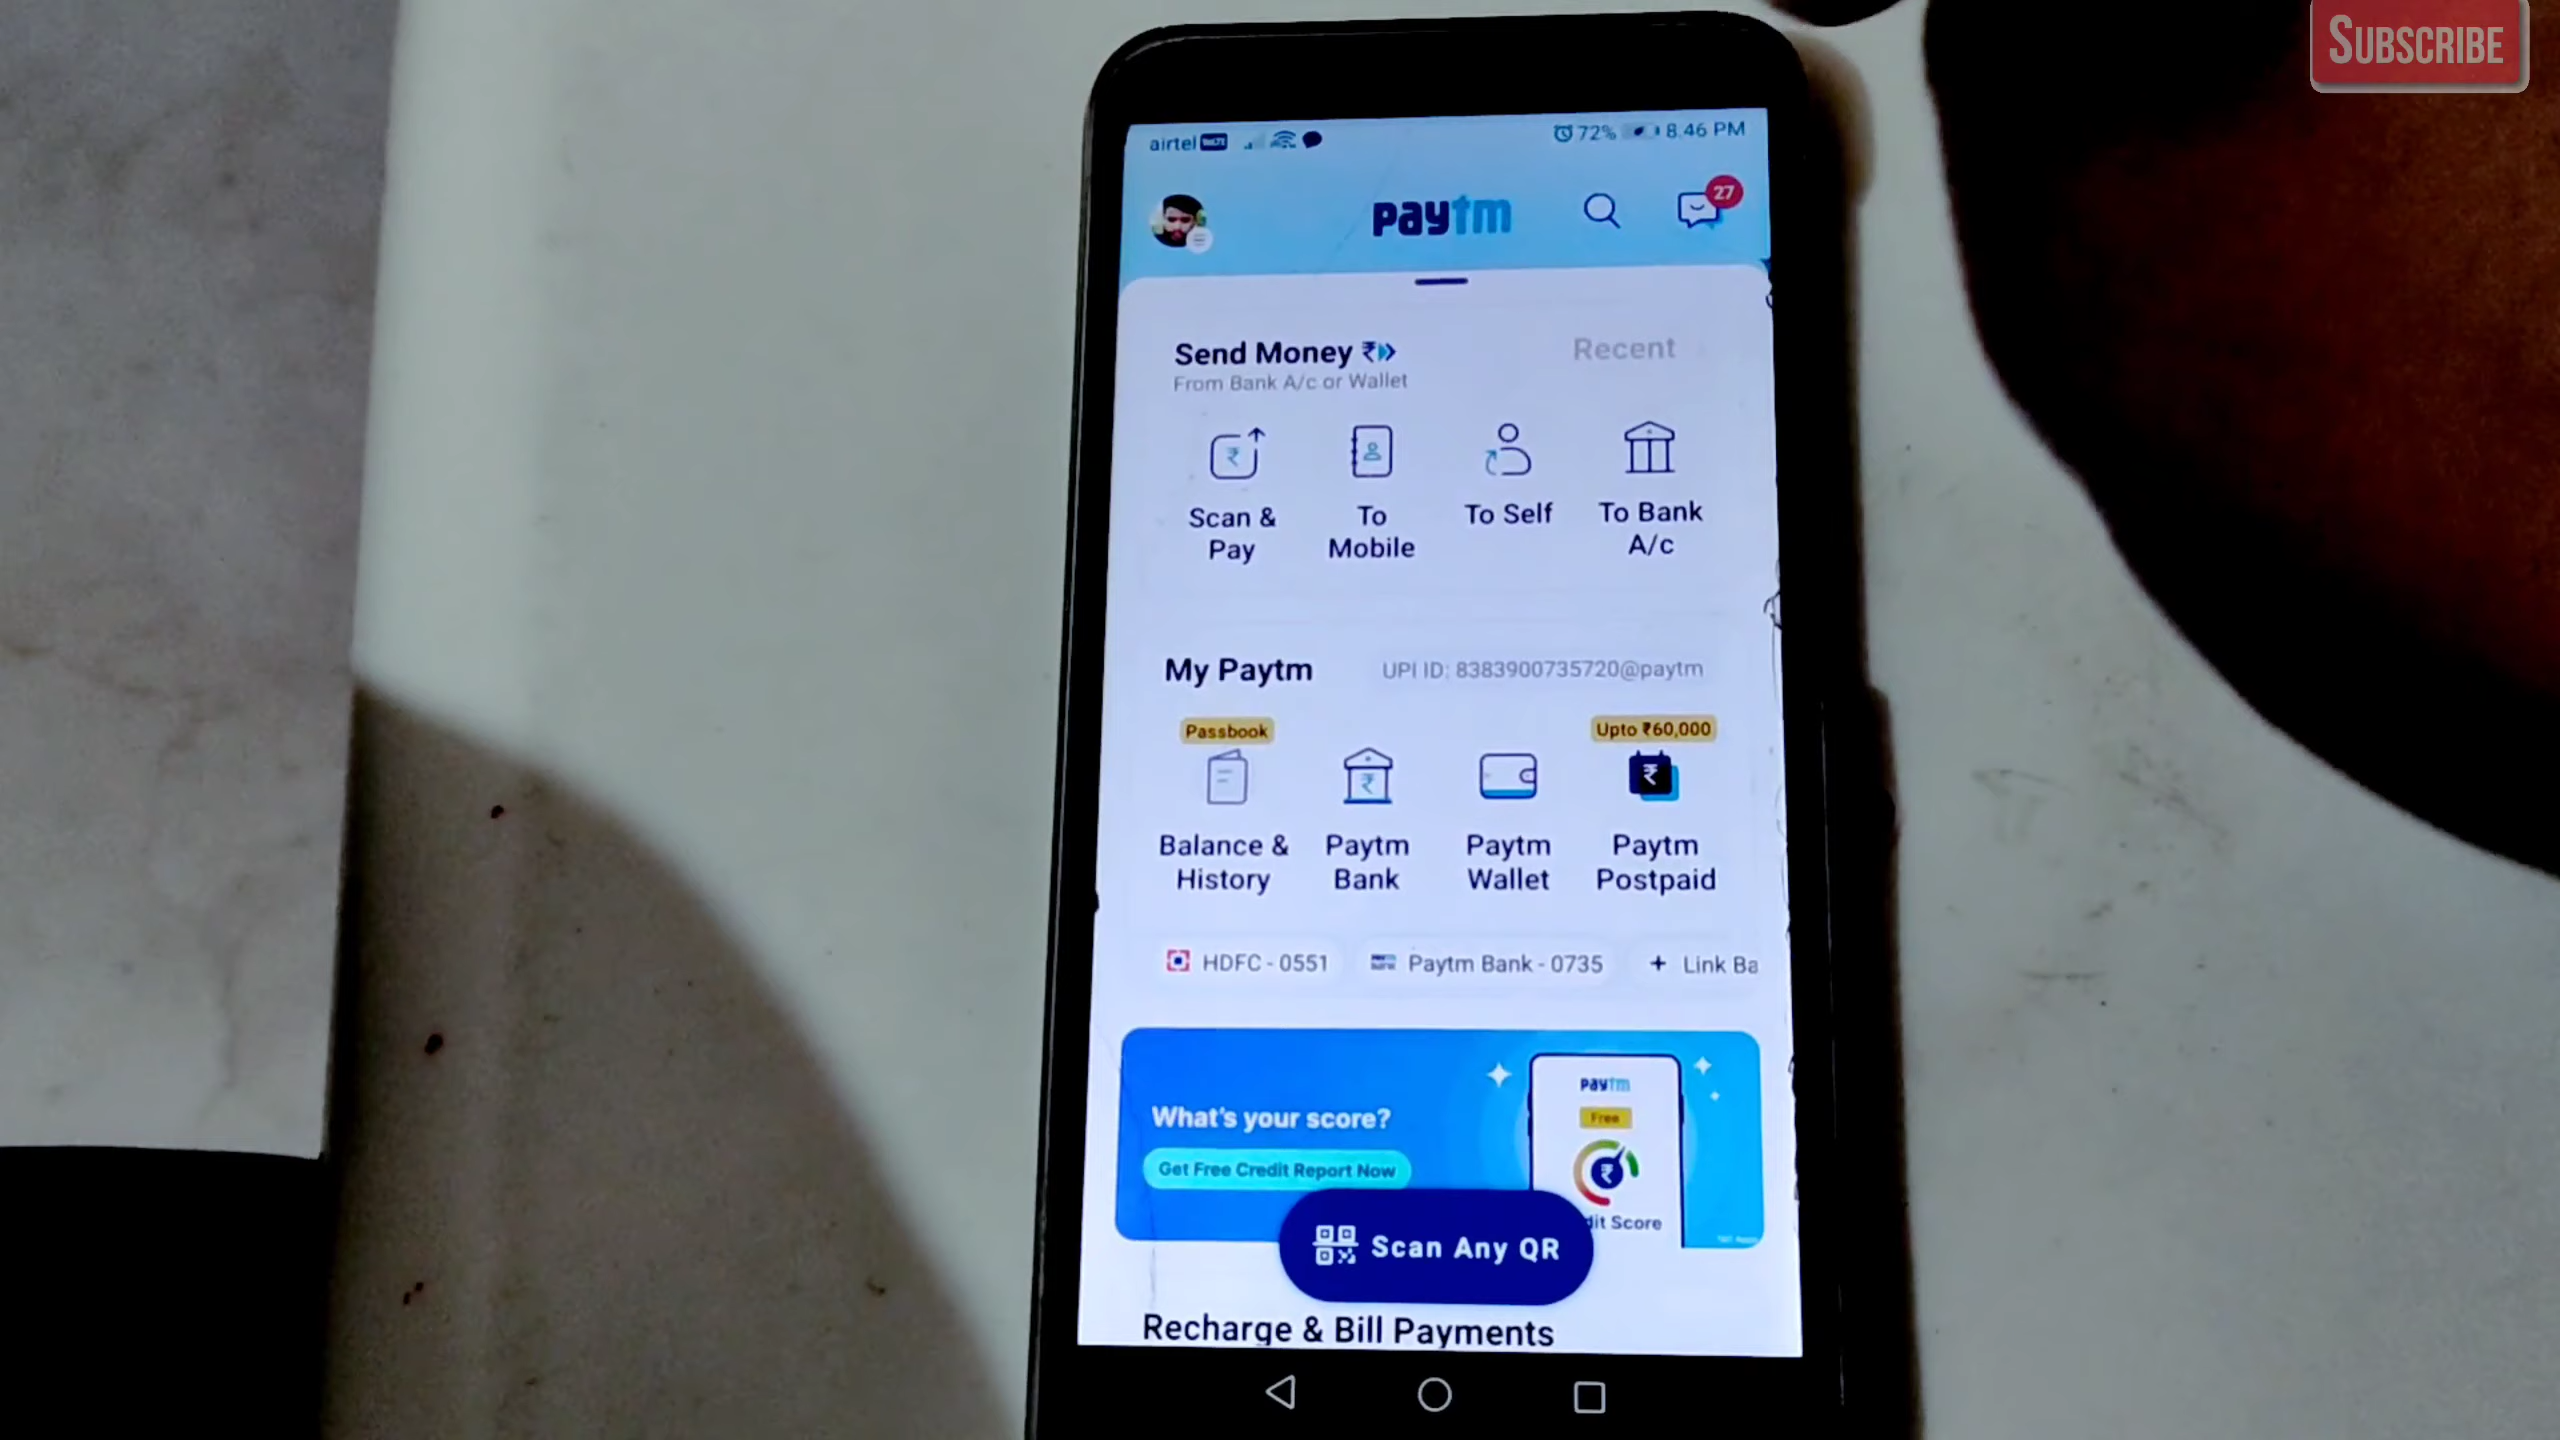 SUBSCRIBE
airtel
72% 8.46 PM
paytm
27
Send Money ₹
Recent
From Bank A/c or Wallet
Scan & Pay
To Mobile
To Self
To Bank A/c
My Paytm
UPI ID: 8383900735720@paytm
Passbook
Upto ₹60,000
Balance & History
Paytm Bank
Paytm Wallet
Paytm Postpaid
HDFC - 0551
Paytm Bank - 0735
+ Link Ba
What's your score?
Get Free Credit Report Now
paytm
Free
dit Score
Scan Any QR
Recharge & Bill Payments